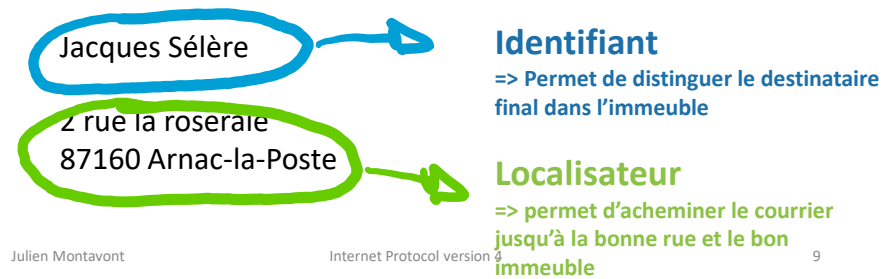 Jacques Sélère
2 rue la roseraie
87160 Arnac-la-Poste
Identifiant
=> Permet de distinguer le destinataire
final dans l'immeuble
Localisateur
=> permet d'acheminer le courrier
jusqu'à la bonne rue et le bon
immeuble
Julien Montavont
Internet Protocol version 4
9